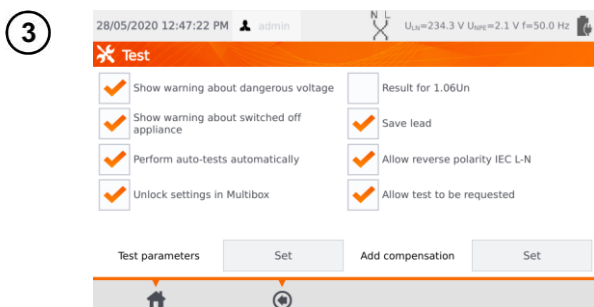 3
28/05/2020 12:47:22 PM admin N L U_LN=234.3 V U_NPE=2.1 V f=50.0 Hz
Test
Show warning about dangerous voltage
Result for 1.06Un
Show warning about switched off
appliance
Save lead
Perform auto-tests automatically
Allow reverse polarity IEC L-N
Unlock settings in Multibox
Allow test to be requested
Test parameters Set Add compensation Set